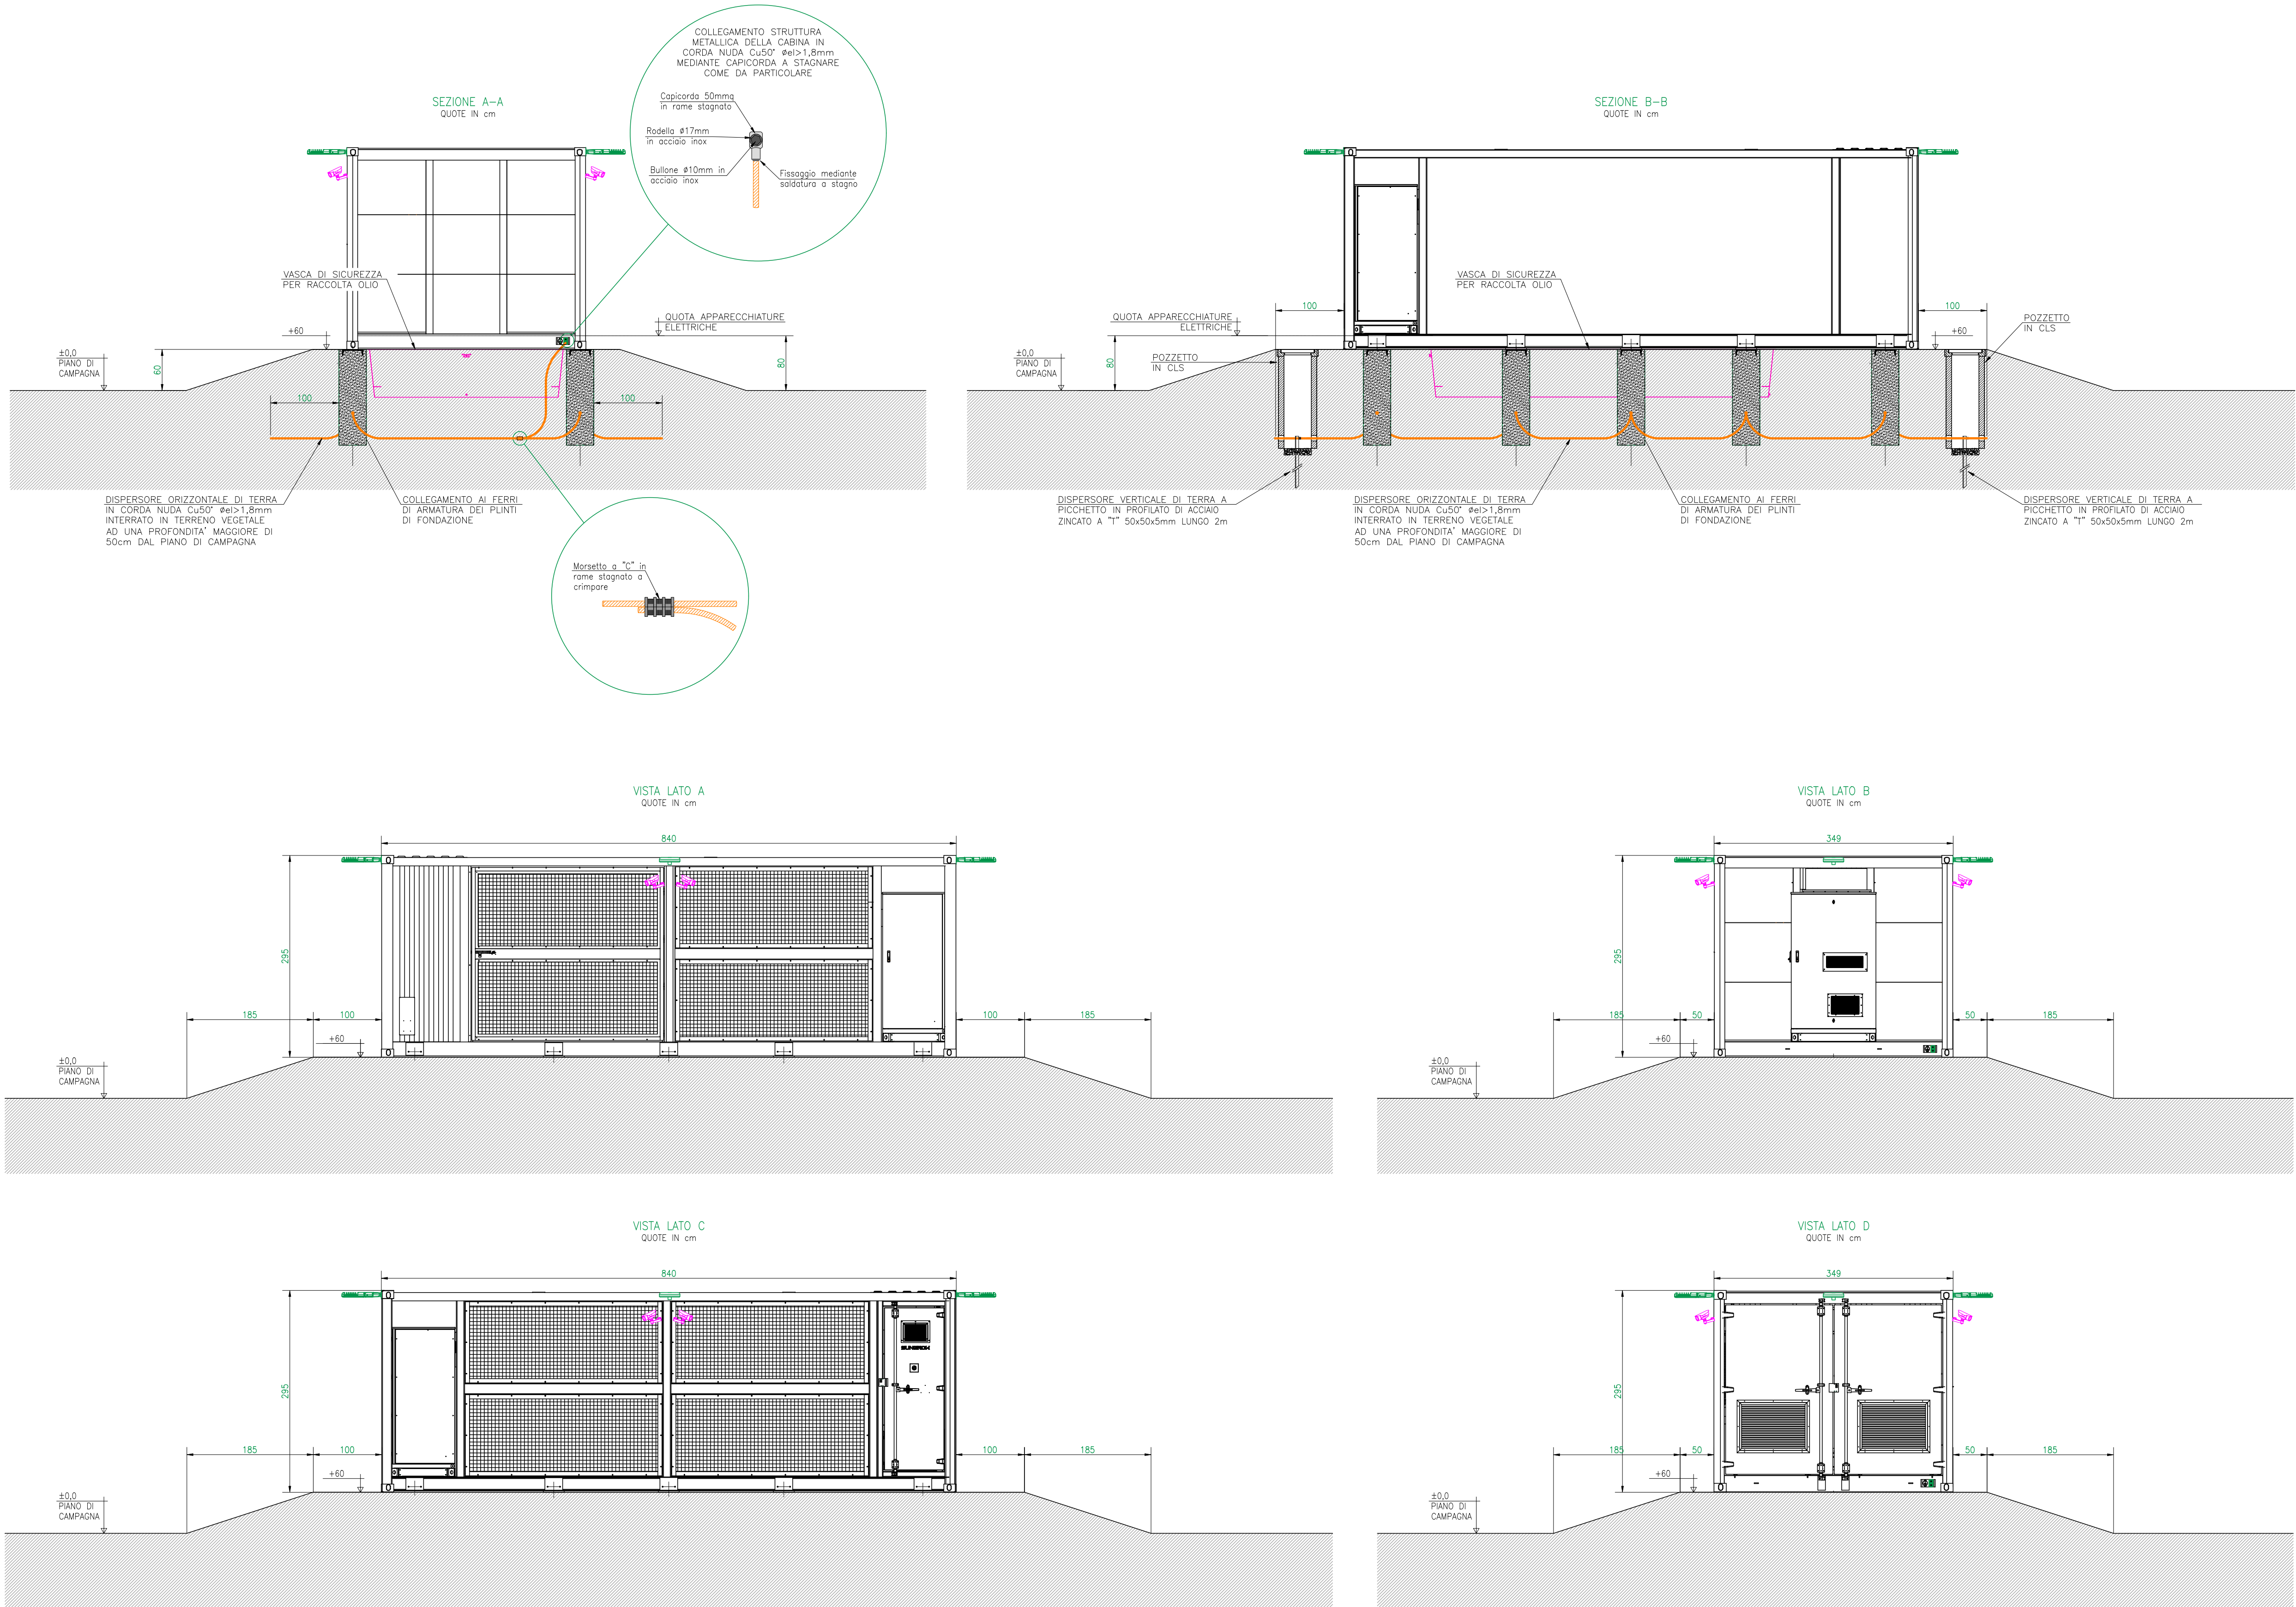 COLLEGAMENTO STRUTTURA
METALLICA DELLA CABINA IN
CORDA NUDA Cu50" øel>1,8mm
MEDIANTE CAPICORDA A STAGNARE
COME DA PARTICOLARE
Capicorda 50mmq
in rame stagnato
Rodella ø17mm
in acciaio inox
Bullone ø10mm in
acciaio inox
Fissaggio mediante
saldatura a stagno
SEZIONE A-A
QUOTE IN cm
VASCA DI SICUREZZA
PER RACCOLTA OLIO
QUOTA APPARECCHIATURE
ELETTRICHE
+60
±0,0
PIANO DI
CAMPAGNA
60
80
100
100
DISPERSORE ORIZZONTALE DI TERRA
IN CORDA NUDA Cu50" øel>1,8mm
INTERRATO IN TERRENO VEGETALE
AD UNA PROFONDITA' MAGGIORE DI
50cm DAL PIANO DI CAMPAGNA
COLLEGAMENTO AI FERRI
DI ARMATURA DEI PLINTI
DI FONDAZIONE
Morsetto a "C" in
rame stagnato a
crimpare
SEZIONE B-B
QUOTE IN cm
VASCA DI SICUREZZA
PER RACCOLTA OLIO
100
100
QUOTA APPARECCHIATURE
ELETTRICHE
POZZETTO
IN CLS
+60
±0,0
PIANO DI
CAMPAGNA
80
POZZETTO
IN CLS
DISPERSORE VERTICALE DI TERRA A
PICCHETTO IN PROFILATO DI ACCIAIO
ZINCATO A "T" 50x50x5mm LUNGO 2m
DISPERSORE ORIZZONTALE DI TERRA
IN CORDA NUDA Cu50" øel>1,8mm
INTERRATO IN TERRENO VEGETALE
AD UNA PROFONDITA' MAGGIORE DI
50cm DAL PIANO DI CAMPAGNA
COLLEGAMENTO AI FERRI
DI ARMATURA DEI PLINTI
DI FONDAZIONE
DISPERSORE VERTICALE DI TERRA A
PICCHETTO IN PROFILATO DI ACCIAIO
ZINCATO A "T" 50x50x5mm LUNGO 2m
VISTA LATO A
QUOTE IN cm
840
295
185
100
100
185
+60
±0,0
PIANO DI
CAMPAGNA
VISTA LATO B
QUOTE IN cm
349
295
185
50
50
185
+60
±0,0
PIANO DI
CAMPAGNA
VISTA LATO C
QUOTE IN cm
840
295
SUNGROW
185
100
100
185
+60
±0,0
PIANO DI
CAMPAGNA
VISTA LATO D
QUOTE IN cm
349
295
185
50
50
185
+60
±0,0
PIANO DI
CAMPAGNA